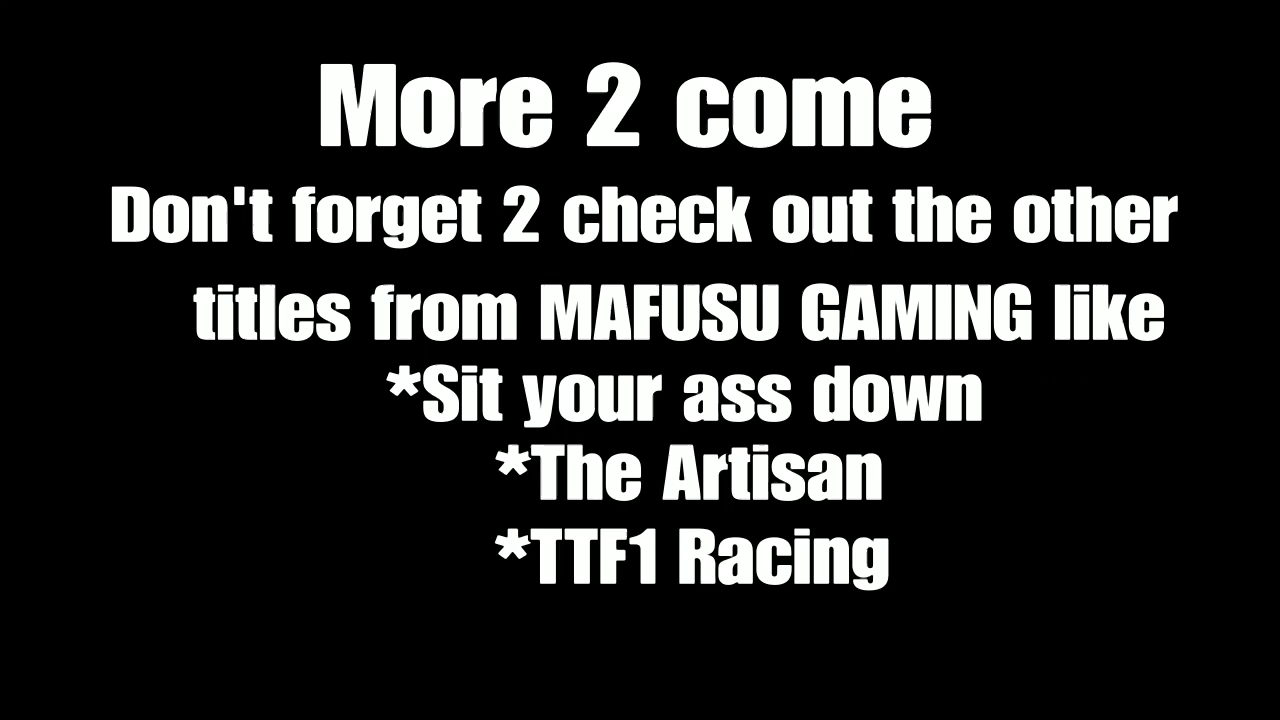 More 2 come
Don't forget 2 check out the other
titles from MAFUSU GAMING like
*Sit your ass down
*The Artisan
*TTF1 Racing